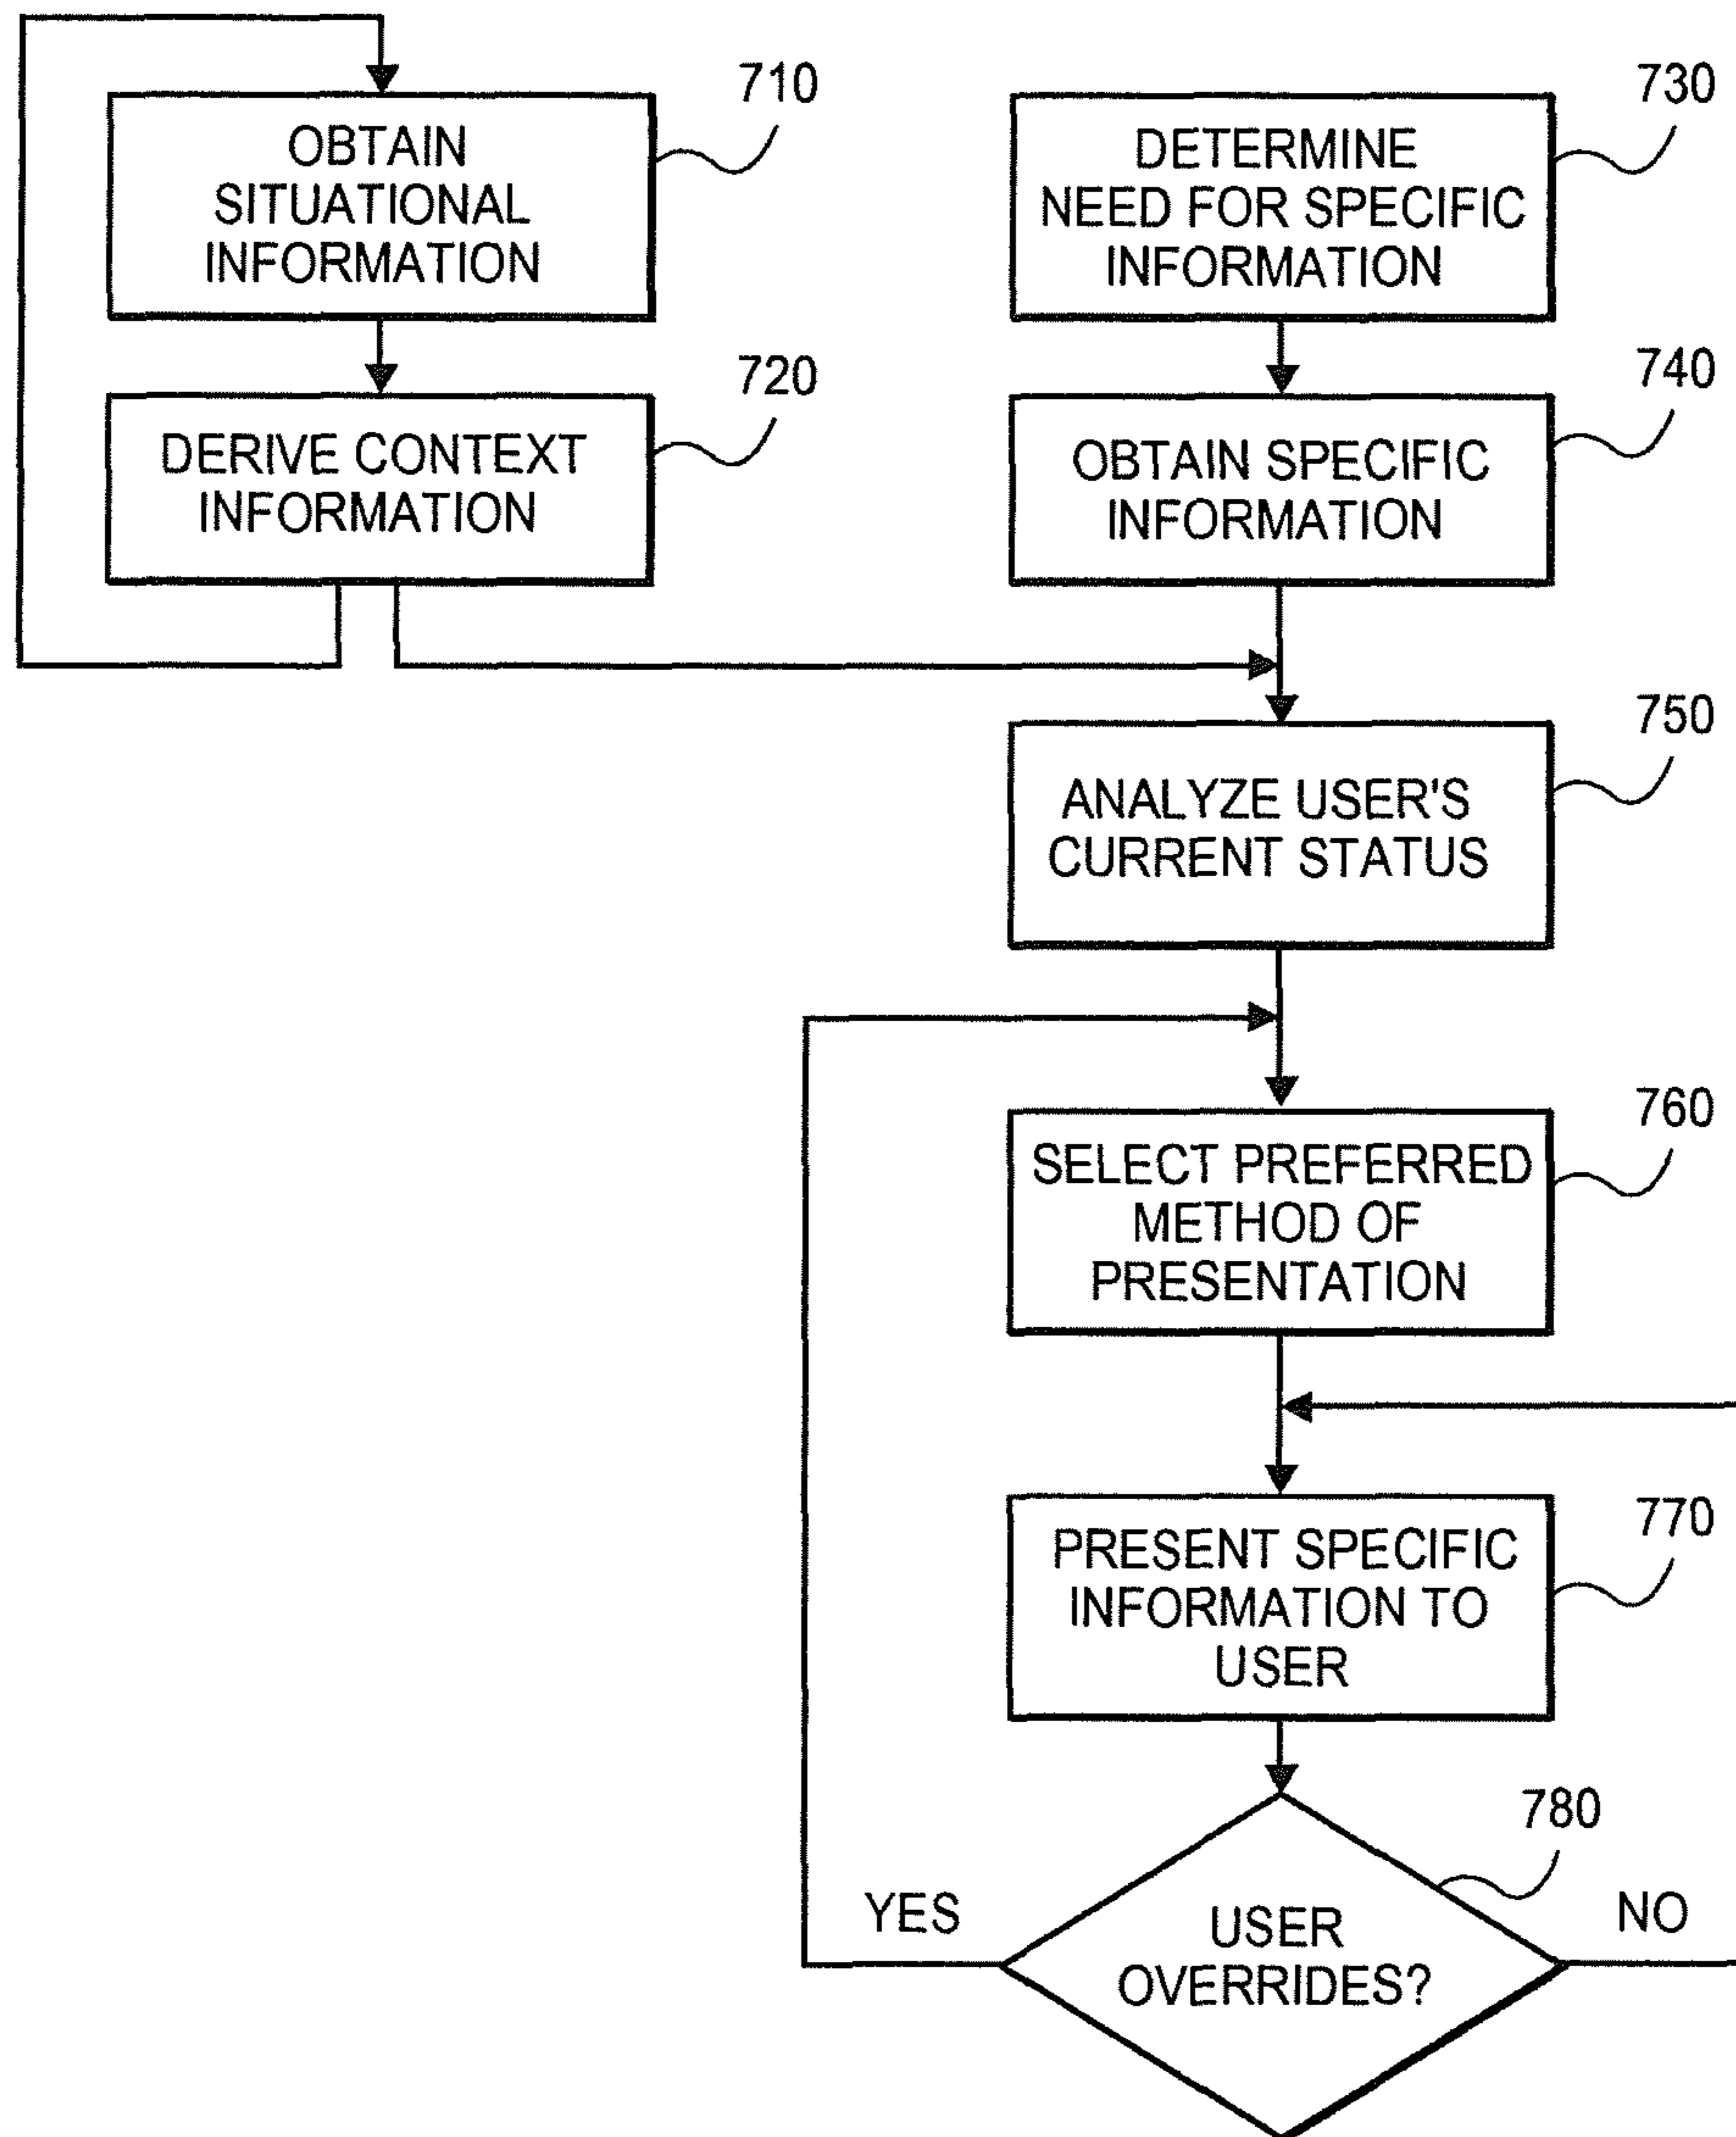 710
OBTAIN
SITUATIONAL
INFORMATION
720
DERIVE CONTEXT
INFORMATION
730
DETERMINE
NEED FOR SPECIFIC
INFORMATION
740
OBTAIN SPECIFIC
INFORMATION
750
ANALYZE USER'S
CURRENT STATUS
760
SELECT PREFERRED
METHOD OF
PRESENTATION
770
PRESENT SPECIFIC
INFORMATION TO
USER
780
YES
USER
OVERRIDES?
NO